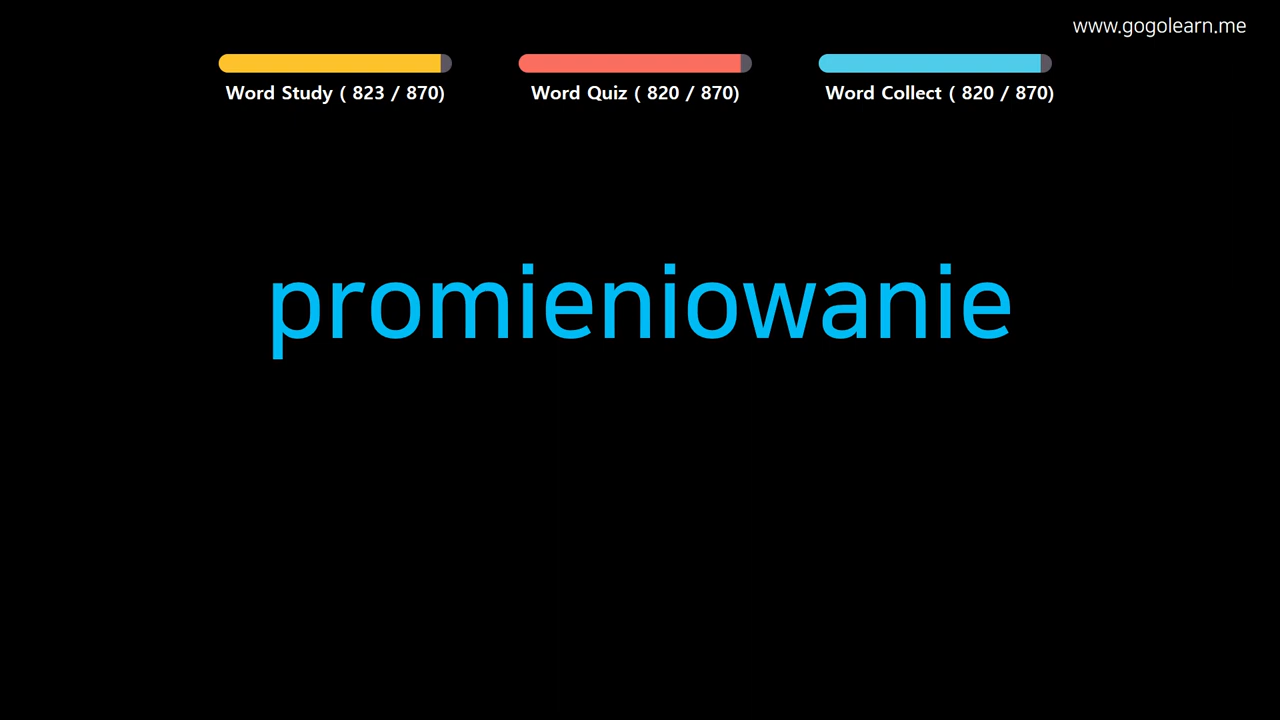 www.gogolearn.me
Word Study ( 823 / 870)
Word Quiz ( 820 / 870)
Word Collect ( 820 / 870)
promieniowanie